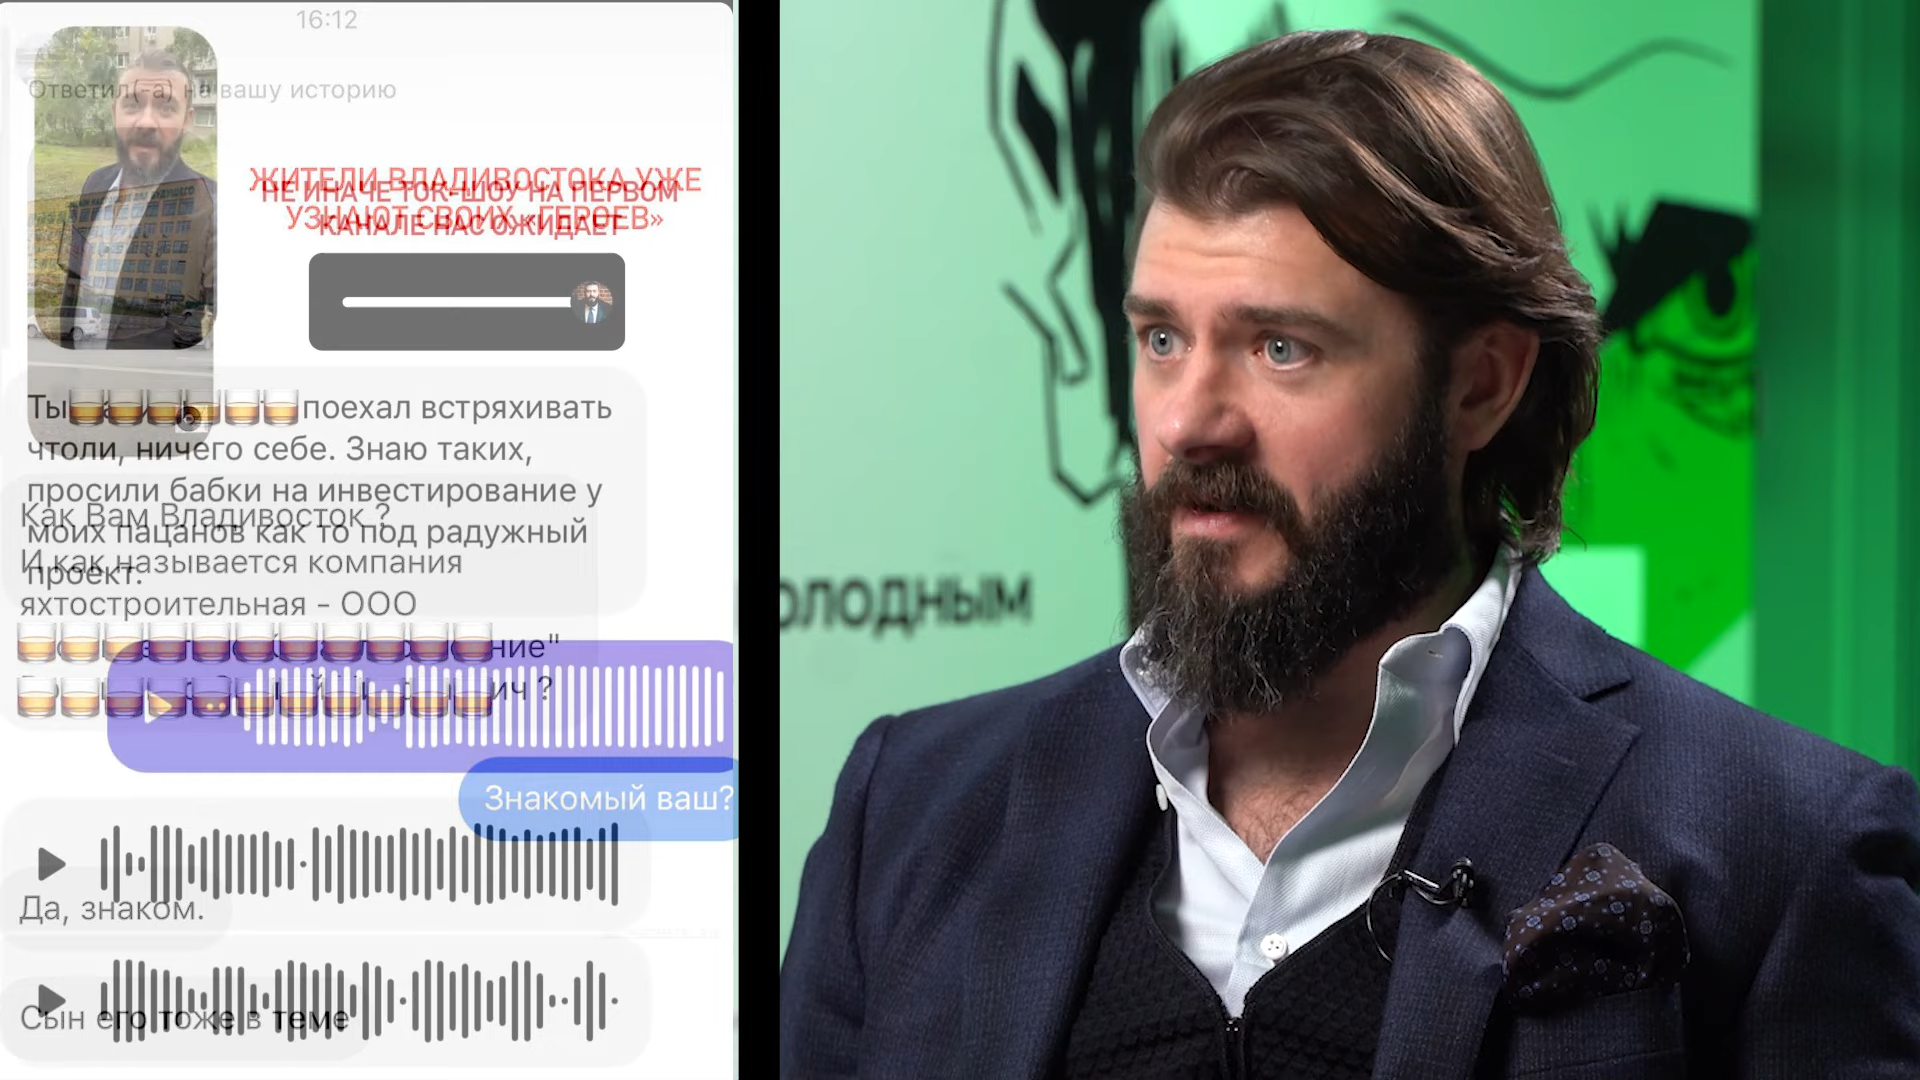 16:12
Ответил(-а) на вашу историю
ЖИТЕЛИ ВЛАДИВОСТОКА УЖЕ
УЗНАЮТ СВОИХ «ГЕРОЕВ»
НЕ ИНАЧЕ ТОК-ШОУ НА ПЕРВОМ
КАНАЛЕ НАС ОЖИДАЕТ
Ты поехал встряхивать
чтоли, ничего себе. Знаю таких,
просили бабки на инвестирование у
моих пацанов как то под радужный
проект.
Как Вам Владивосток ?
И как называется компания
яхтостроительная - ООО
ние"
ич ?
Знакомый ваш?
Да, знаком.
Сын его тоже в теме
олодным